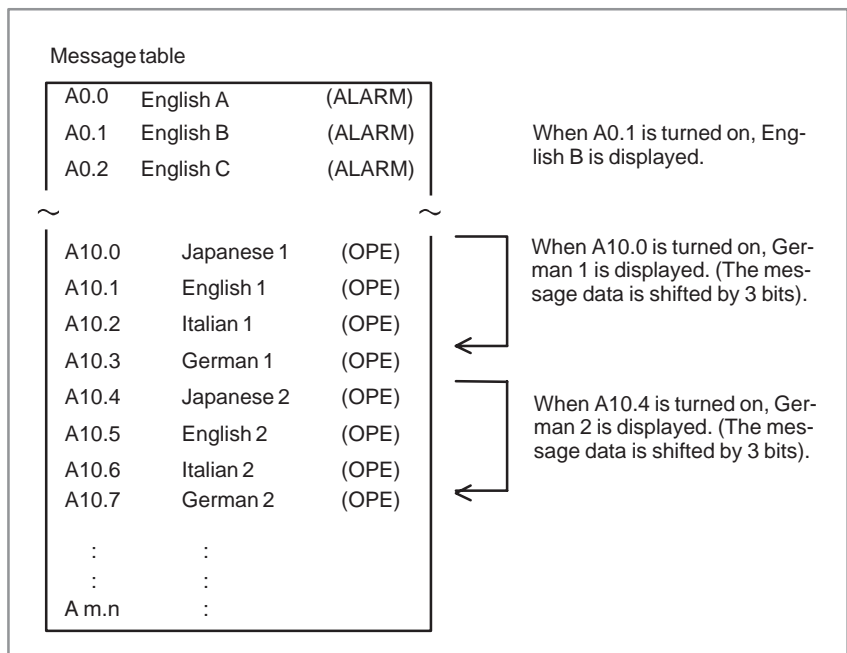 Message table
A0.0 English A (ALARM)
A0.1 English B (ALARM)
A0.2 English C (ALARM)
~ ~
A10.0 Japanese 1 (OPE)
A10.1 English 1 (OPE)
A10.2 Italian 1 (OPE)
A10.3 German 1 (OPE)
A10.4 Japanese 2 (OPE)
A10.5 English 2 (OPE)
A10.6 Italian 2 (OPE)
A10.7 German 2 (OPE)
: :
: :
A m.n :
When A0.1 is turned on, Eng-
lish B is displayed.
When A10.0 is turned on, Ger-
man 1 is displayed. (The mes-
sage data is shifted by 3 bits).
When A10.4 is turned on, Ger-
man 2 is displayed. (The mes-
sage data is shifted by 3 bits).